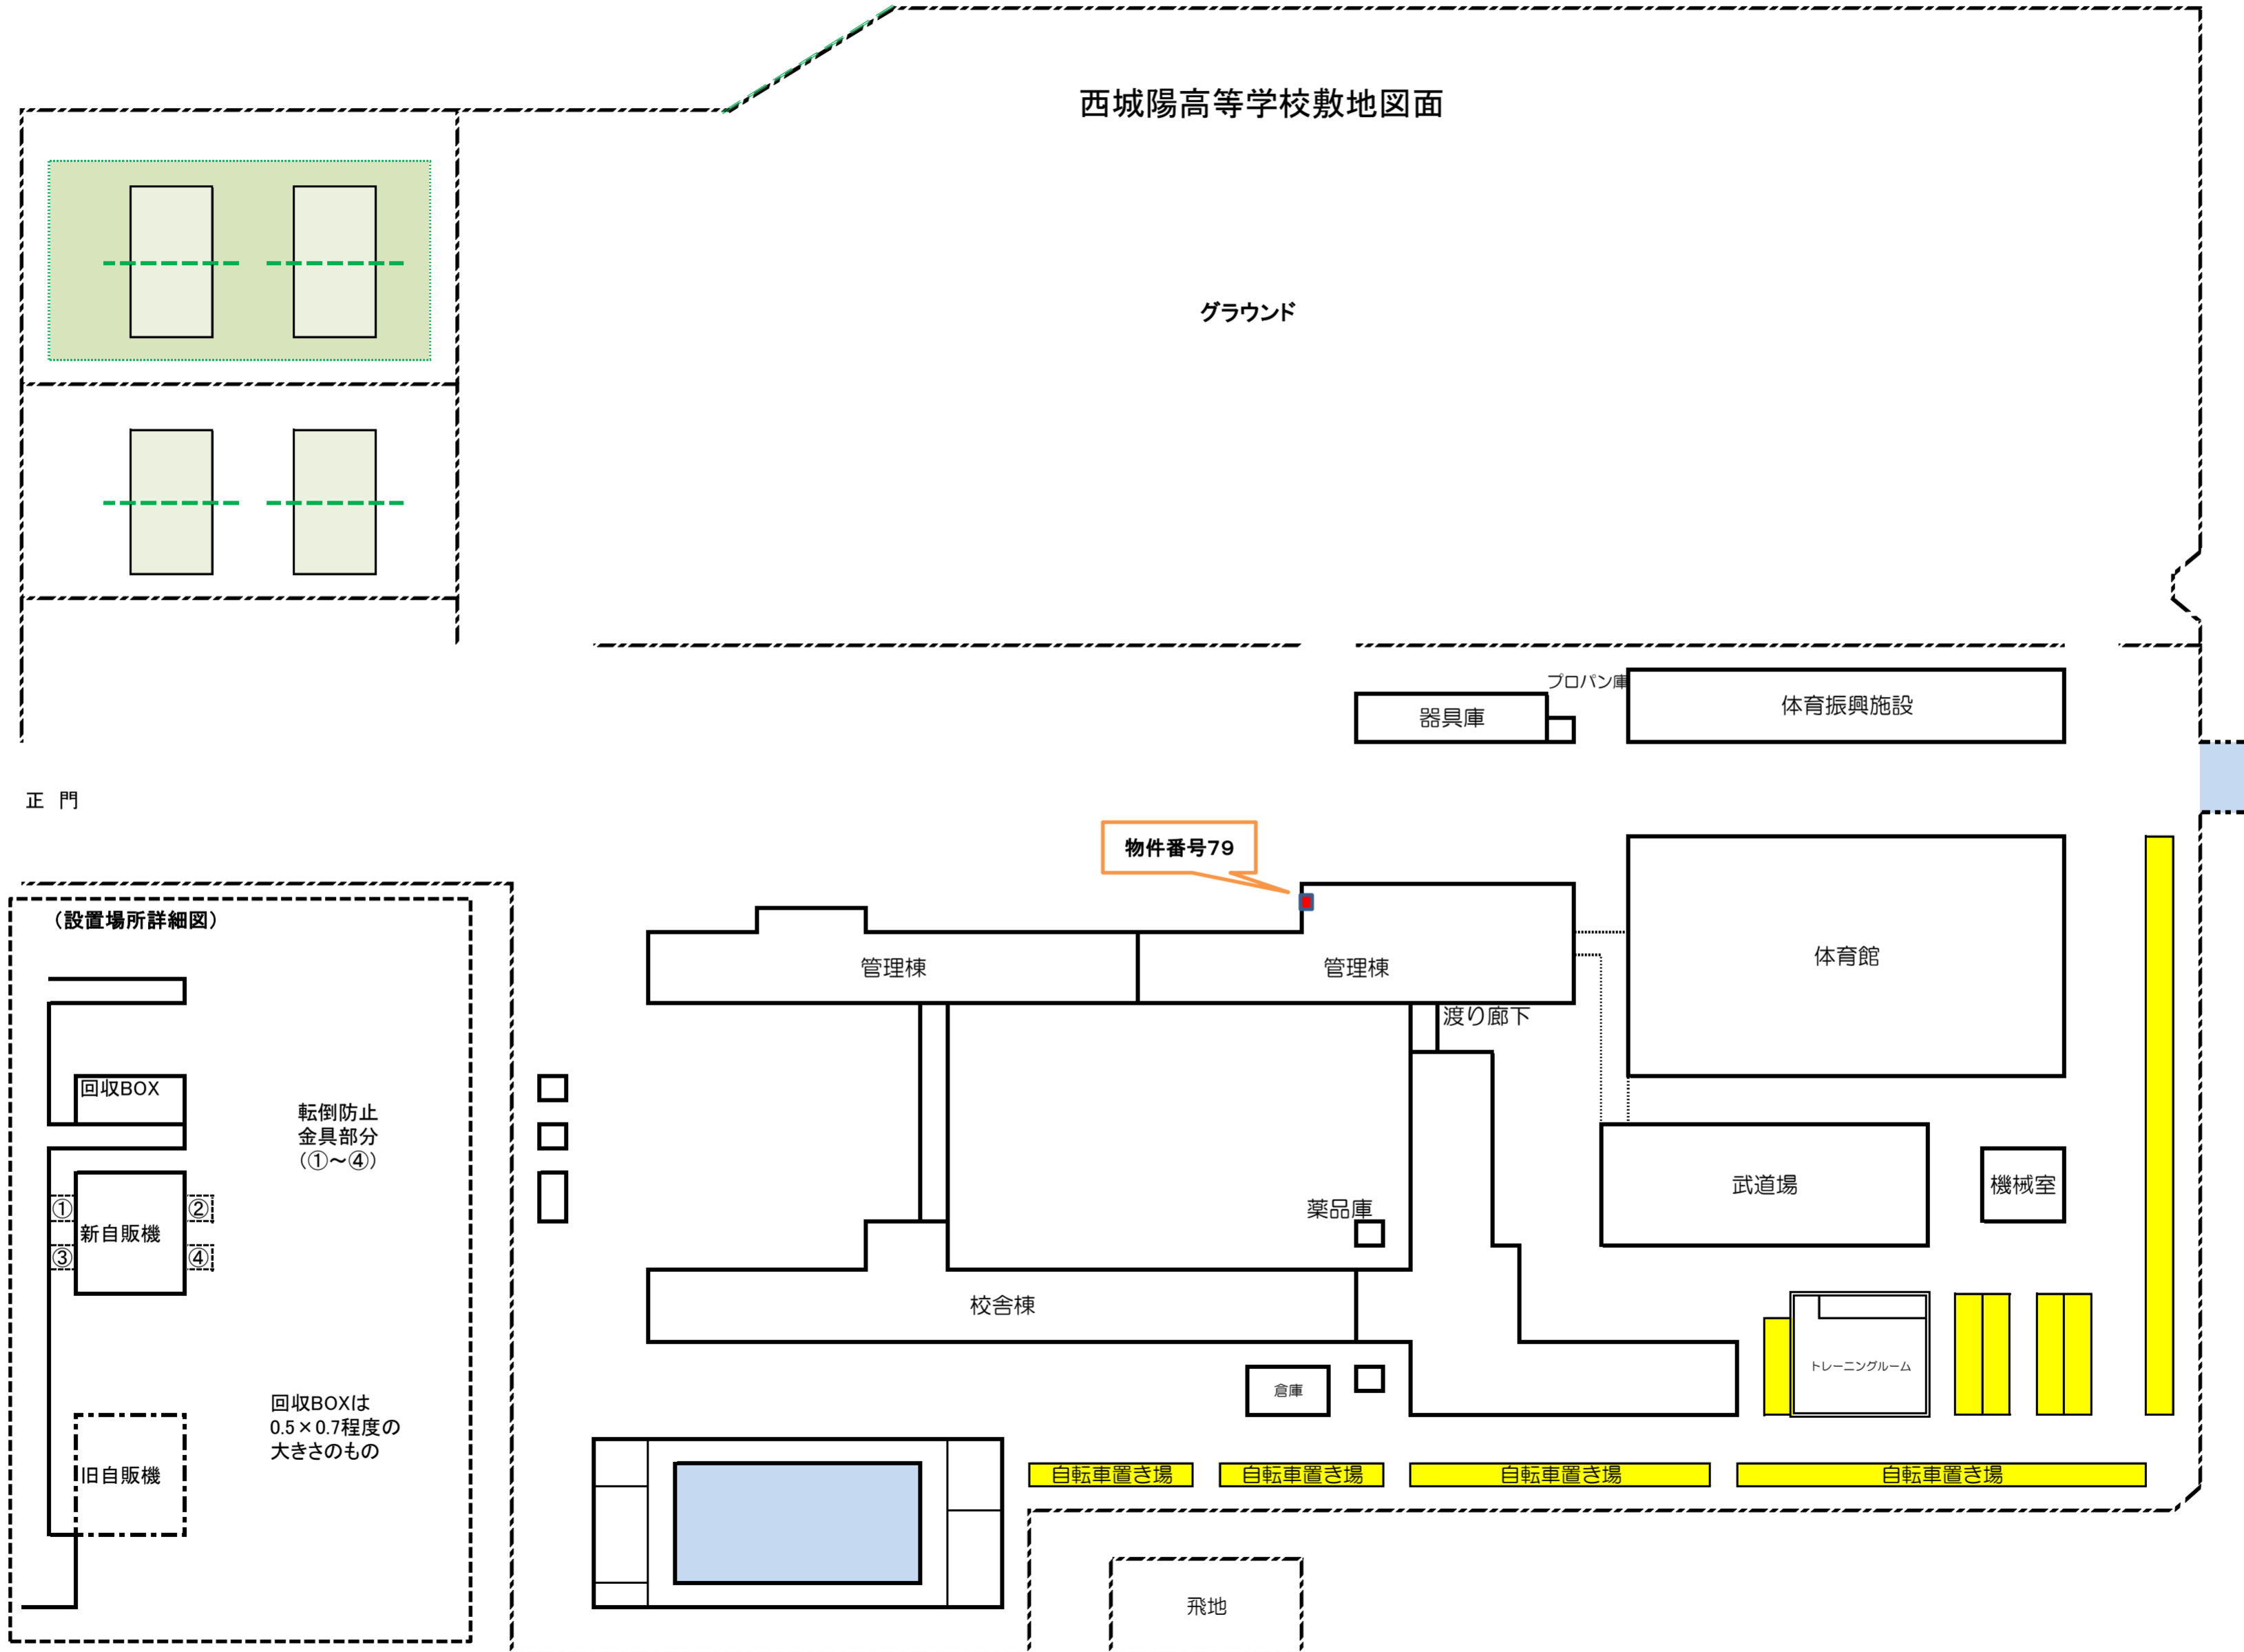 西城陽高等学校敷地図面
グラウンド
プロパン庫
器具庫
体育振興施設
正 門
物件番号79
(設置場所詳細図)
管理棟
管理棟
体育館
渡り廊下
回収BOX
転倒防止
金具部分
(①~④)
武道場
機械室
薬品庫
①
②
新自販機
③
④
校舎棟
トレーニングルーム
倉庫
回収BOXは
0.5×0.7程度の
大きさのもの
旧自販機
自転車置き場
自転車置き場
自転車置き場
自転車置き場
飛地